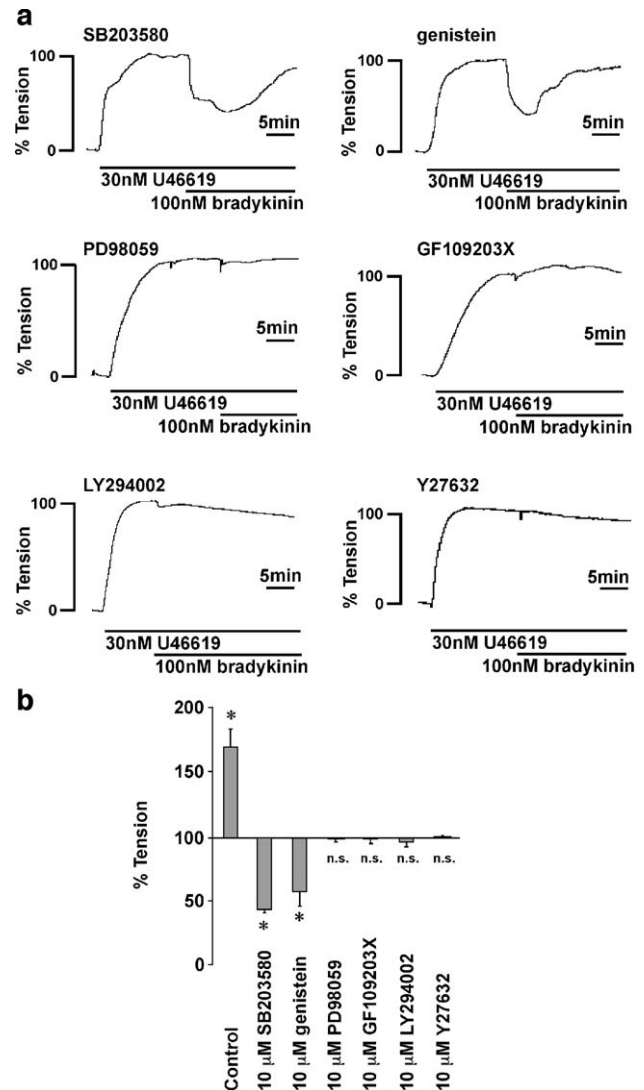 a
SB203580
genistein
% Tension
100
0
5min
30nM U46619
100nM bradykinin
% Tension
100
0
5min
30nM U46619
100nM bradykinin
PD98059
GF109203X
% Tension
100
0
5min
30nM U46619
100nM bradykinin
% Tension
100
0
5min
30nM U46619
100nM bradykinin
LY294002
Y27632
% Tension
100
0
5min
30nM U46619
100nM bradykinin
% Tension
100
0
5min
30nM U46619
100nM bradykinin
b
% Tension
200
150
100
50
0
*
*
*
n.s.
n.s.
n.s.
n.s.
Control
10 µM SB203580
10 µM genistein
10 µM PD98059
10 µM GF109203X
10 µM LY294002
10 µM Y27632